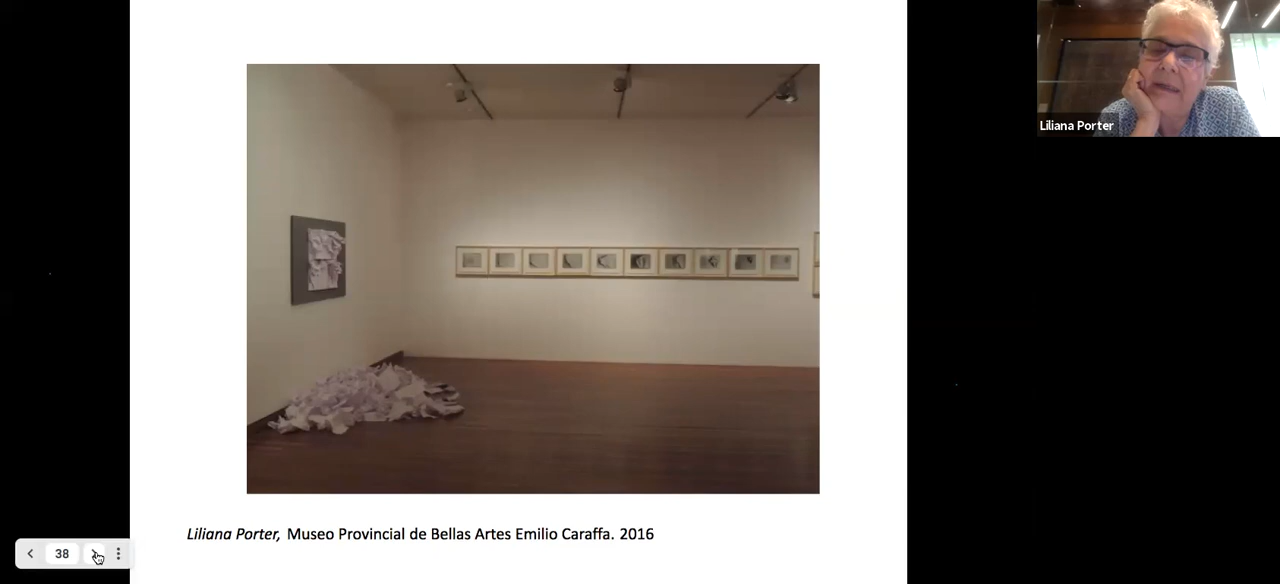 Liliana Porter
Liliana Porter, Museo Provincial de Bellas Artes Emilio Caraffa. 2016
38